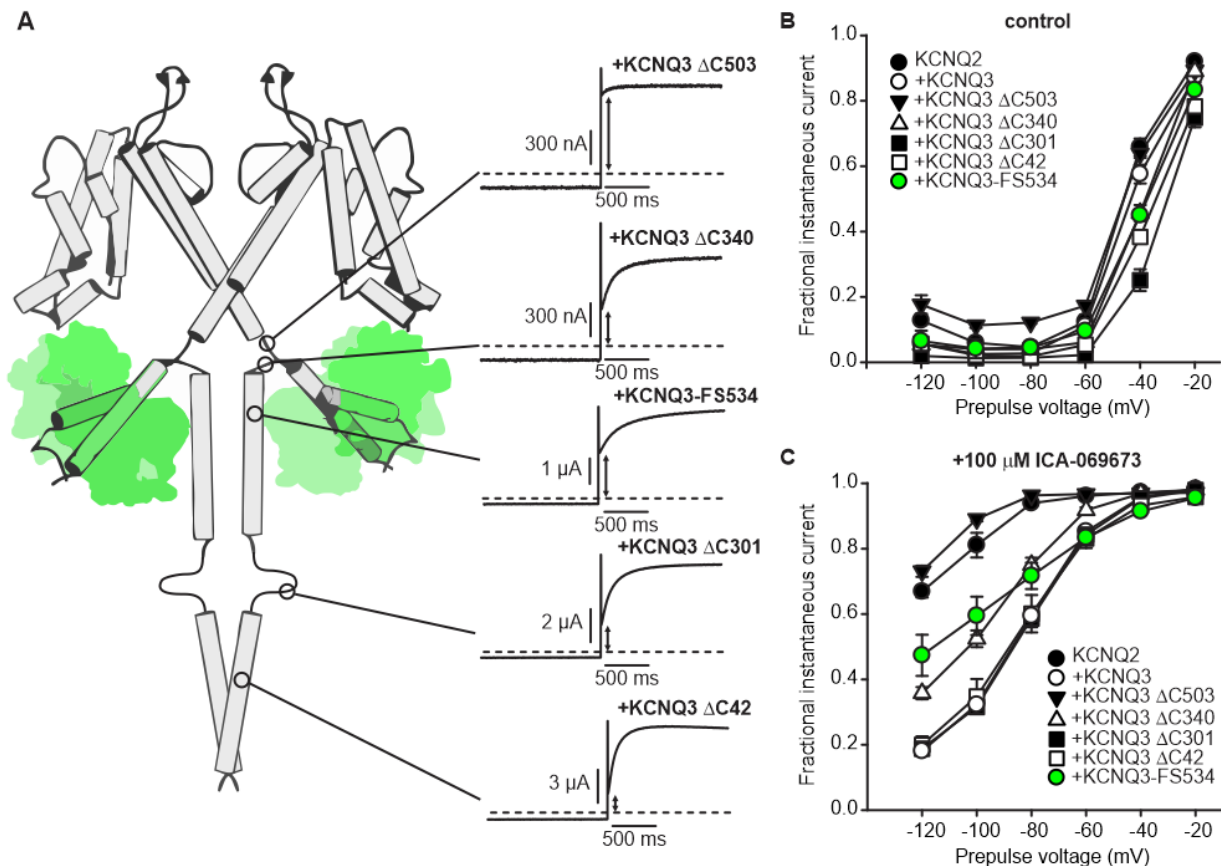 A
+KCNQ3 ΔC503
300 nA
500 ms
+KCNQ3 ΔC340
300 nA
500 ms
+KCNQ3-FS534
1 µA
500 ms
+KCNQ3 ΔC301
2 µA
500 ms
+KCNQ3 ΔC42
3 µA
500 ms
B
control
Fractional instantaneous current
1.0
0.8
0.6
0.4
0.2
0.0
KCNQ2
+KCNQ3
+KCNQ3 ΔC503
+KCNQ3 ΔC340
+KCNQ3 ΔC301
+KCNQ3 ΔC42
+KCNQ3-FS534
-120 -100 -80 -60 -40 -20
Prepulse voltage (mV)
C
+100 µM ICA-069673
Fractional instantaneous current
1.0
0.8
0.6
0.4
0.2
0.0
KCNQ2
+KCNQ3
+KCNQ3 ΔC503
+KCNQ3 ΔC340
+KCNQ3 ΔC301
+KCNQ3 ΔC42
+KCNQ3-FS534
-120 -100 -80 -60 -40 -20
Prepulse voltage (mV)